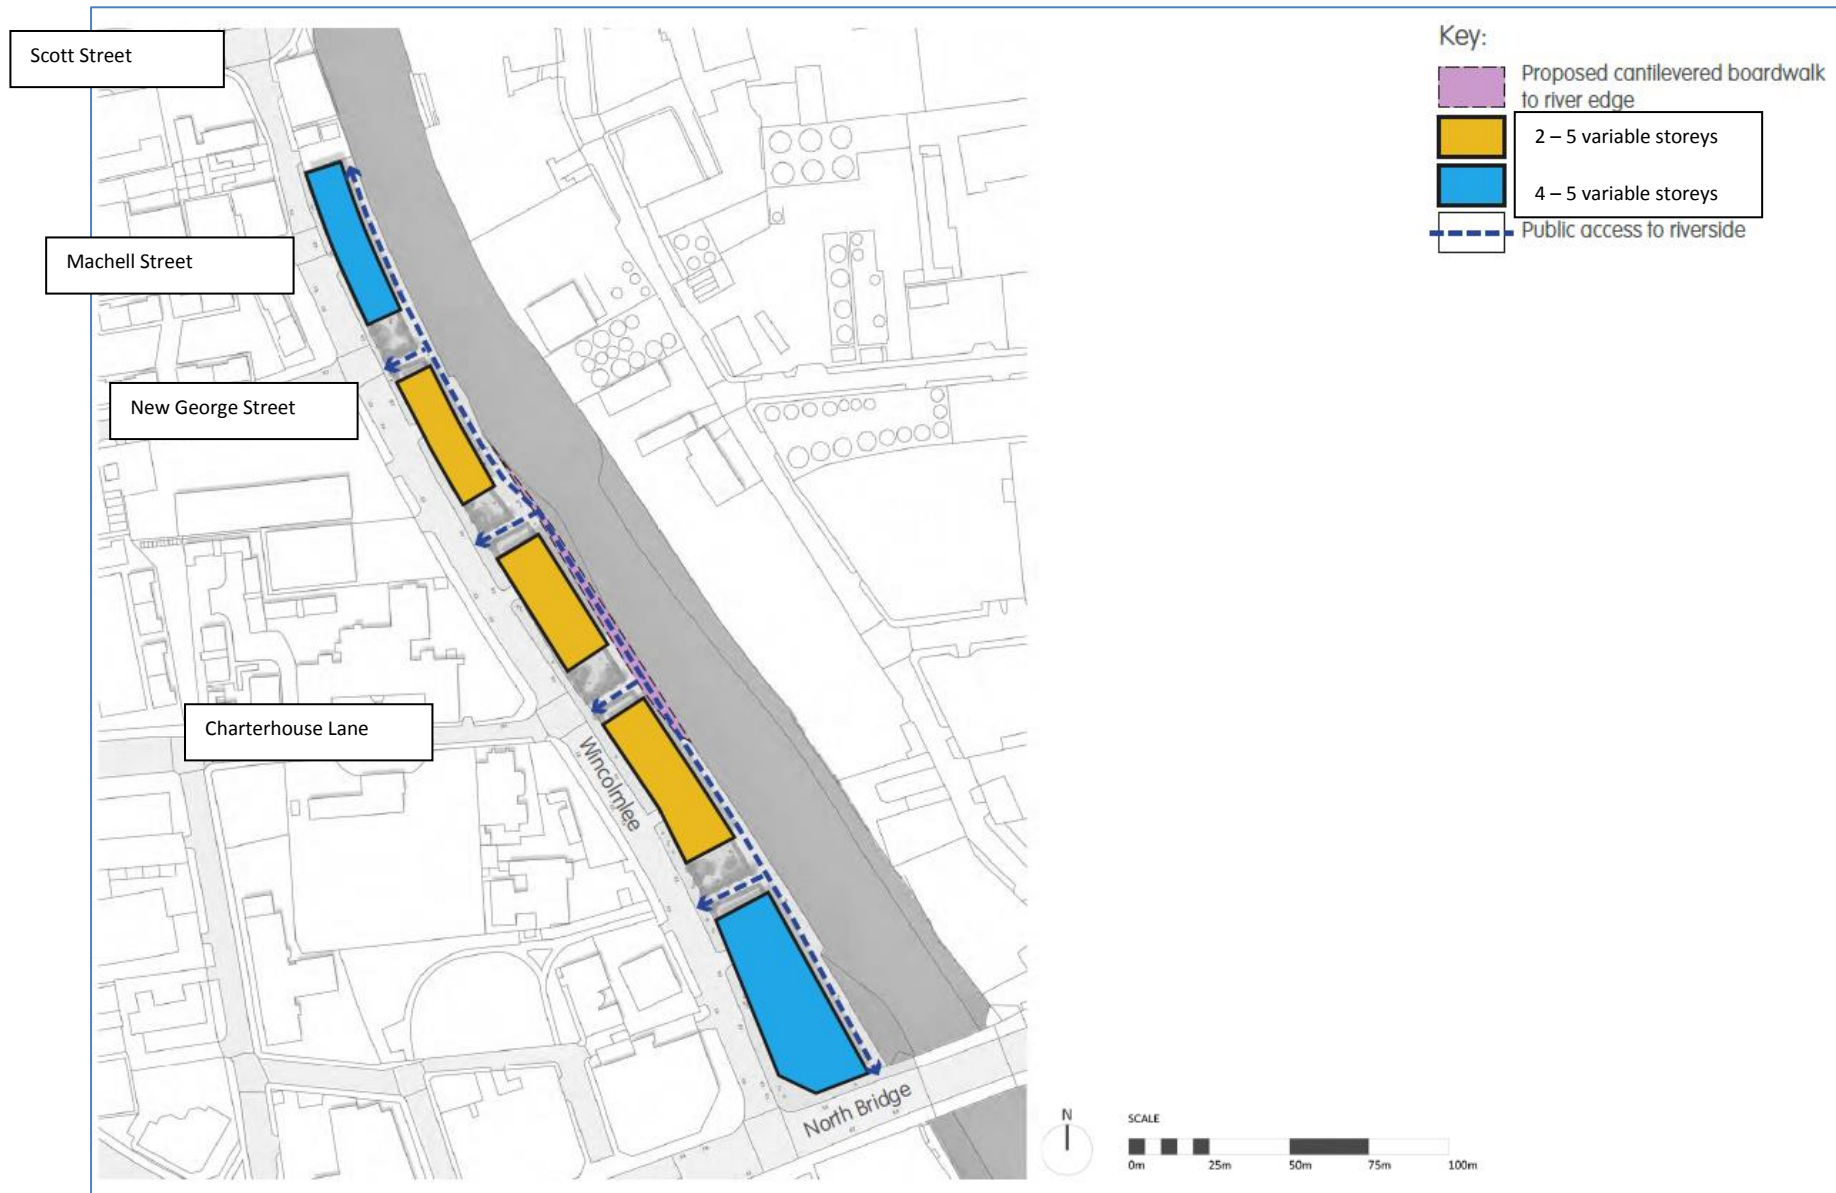 Scott Street
Machell Street
New George Street
Charterhouse Lane
Wincolmlee
North Bridge
Key:
Proposed cantilevered boardwalk
to river edge
2 – 5 variable storeys
4 – 5 variable storeys
Public access to riverside
N
SCALE
0m 25m 50m 75m 100m